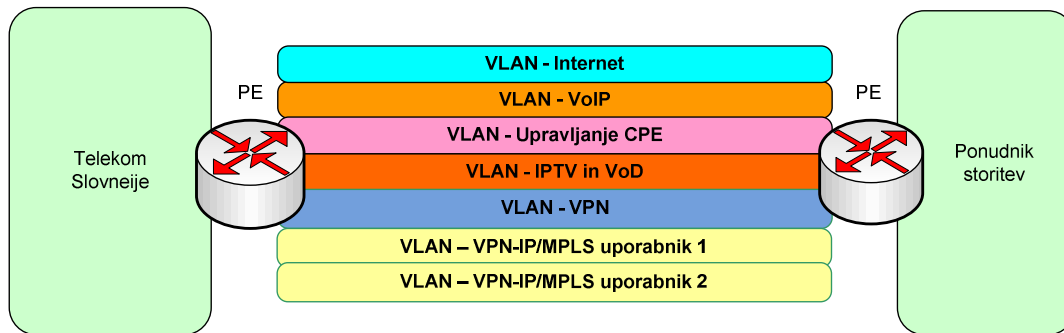 VLAN - Internet
PE
VLAN - VoIP
PE
VLAN - Upravljanje CPE
Telekom
Slovneije
VLAN - IPTV in VoD
Ponudnik
storitev
VLAN - VPN
VLAN – VPN-IP/MPLS uporabnik 1
VLAN – VPN-IP/MPLS uporabnik 2